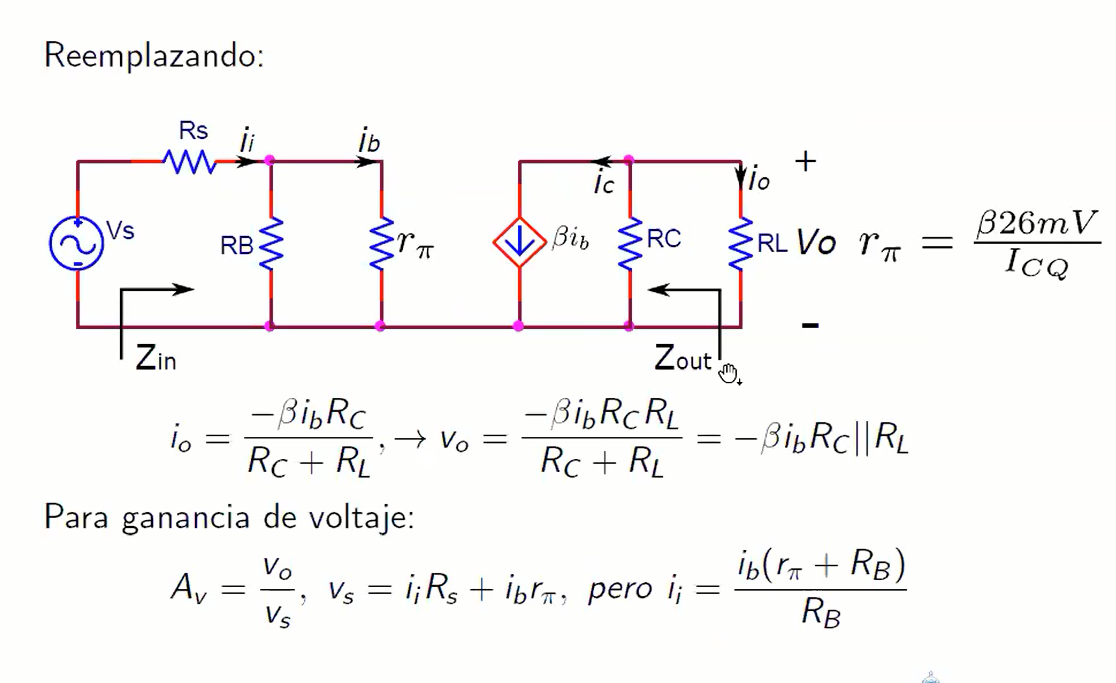 Reemplazando:
Rs
ii
ib
Vs
RB
rπ
βib
ic
RC
io
RL
+
Vo
-
rπ = β26mV / ICQ
Zin
Zout
io = −βibRC / RC + RL, → vo = −βibRCRL / RC + RL = −βibRC||RL
Para ganancia de voltaje:
Av = vo / vs, vs = iiRs + ibrπ, pero ii = ib(rπ + RB) / RB